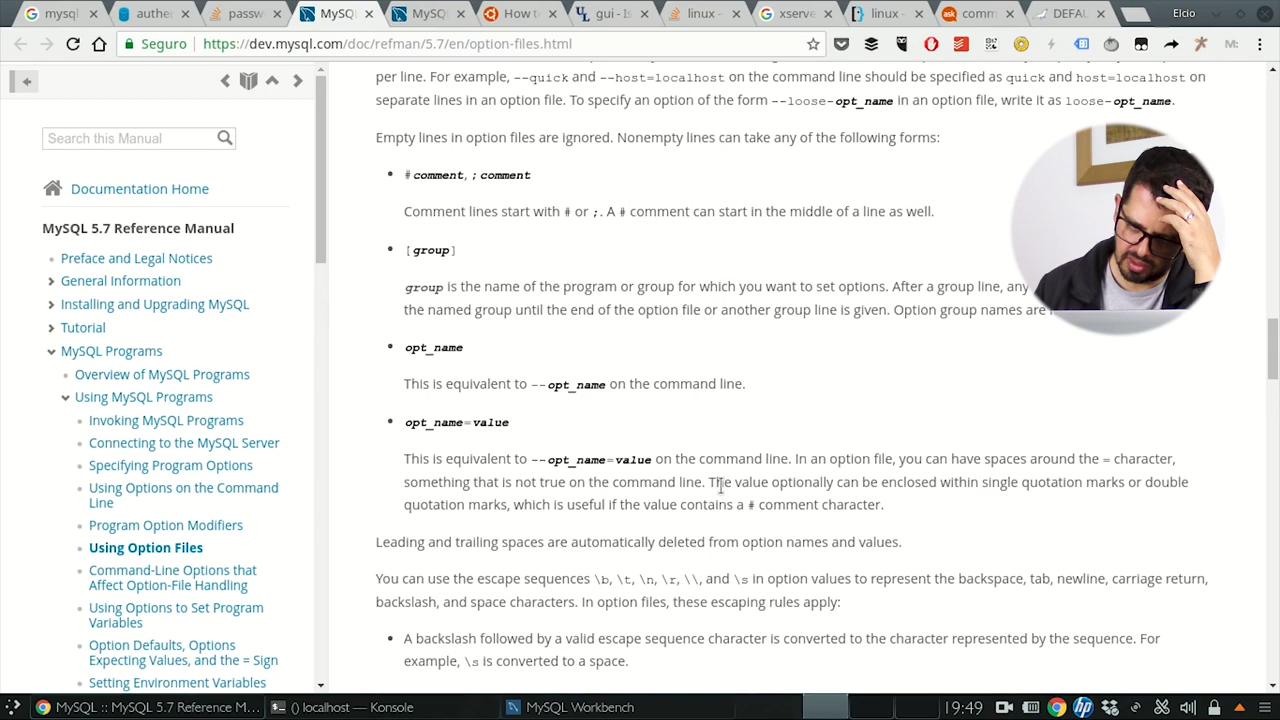 mysql
authen
passw
MySQL
MySQL
How to
gui - Is
linux -
xserve
linux -
comm
DEFAU
Elcio
Seguro
https://dev.mysql.com/doc/refman/5.7/en/option-files.html
Search this Manual
Documentation Home
MySQL 5.7 Reference Manual
Preface and Legal Notices
General Information
Installing and Upgrading MySQL
Tutorial
MySQL Programs
Overview of MySQL Programs
Using MySQL Programs
Invoking MySQL Programs
Connecting to the MySQL Server
Specifying Program Options
Using Options on the Command
Line
Program Option Modifiers
Using Option Files
Command-Line Options that
Affect Option-File Handling
Using Options to Set Program
Variables
Option Defaults, Options
Expecting Values, and the = Sign
Setting Environment Variables
per line. For example, --quick and --host=localhost on the command line should be specified as quick and host=localhost on
separate lines in an option file. To specify an option of the form --loose-opt_name in an option file, write it as loose-opt_name.
Empty lines in option files are ignored. Nonempty lines can take any of the following forms:
#comment, ;comment
Comment lines start with # or ;. A # comment can start in the middle of a line as well.
[group]
group is the name of the program or group for which you want to set options. After a group line, any
the named group until the end of the option file or another group line is given. Option group names are
opt_name
This is equivalent to --opt_name on the command line.
opt_name=value
This is equivalent to --opt_name=value on the command line. In an option file, you can have spaces around the = character,
something that is not true on the command line. The value optionally can be enclosed within single quotation marks or double
quotation marks, which is useful if the value contains a # comment character.
Leading and trailing spaces are automatically deleted from option names and values.
You can use the escape sequences \b, \t, \n, \r, \\, and \s in option values to represent the backspace, tab, newline, carriage return,
backslash, and space characters. In option files, these escaping rules apply:
A backslash followed by a valid escape sequence character is converted to the character represented by the sequence. For
example, \s is converted to a space.
MySQL :: MySQL 5.7 Reference M...
() localhost — Konsole
MySQL Workbench
19:49